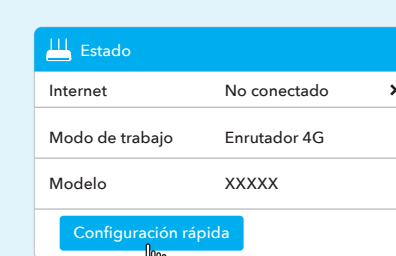 Estado
Internet No conectado
Modo de trabajo Enrutador 4G
Modelo XXXXX
Configuración rápida